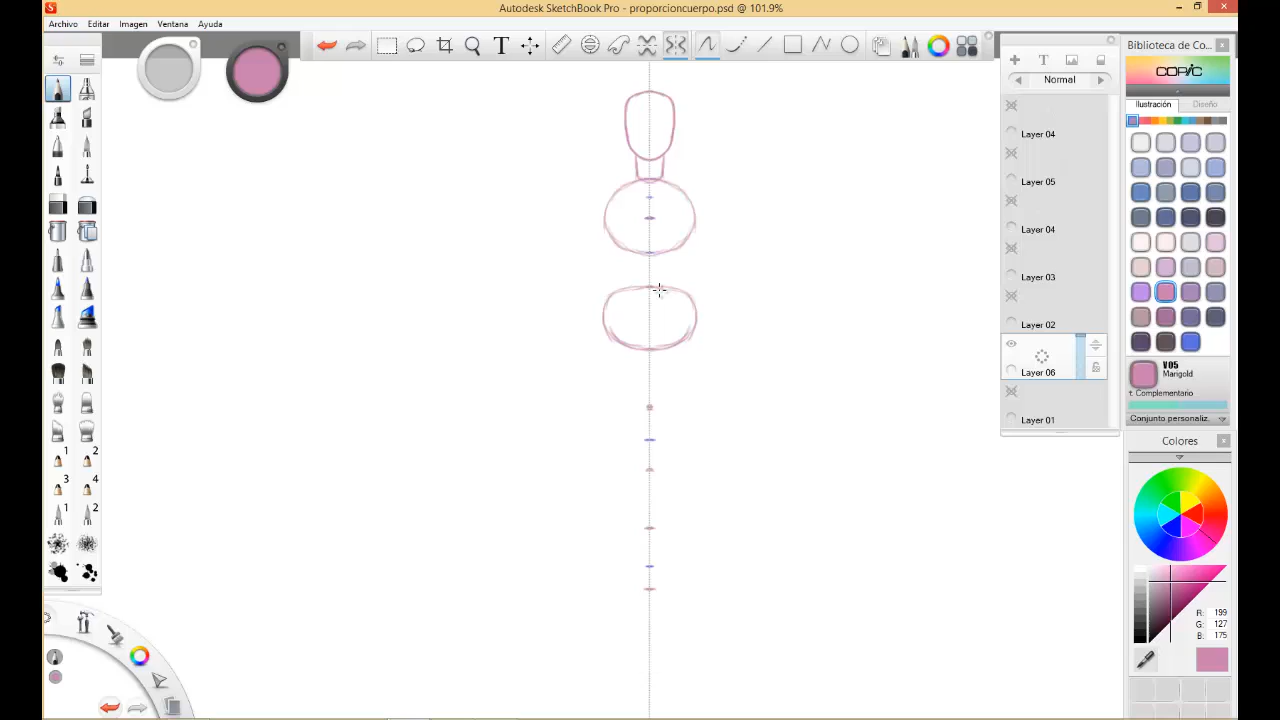 Autodesk SketchBook Pro - proporcioncuerpo.psd @ 101.9%
Archivo Editar Imagen Ventana Ayuda
Biblioteca de Co...
COPIC
Normal
Ilustración Diseño
Layer 04
Layer 05
Layer 04
Layer 03
Layer 02
Layer 06
Layer 01
V05
Marigold
Complementario
Conjunto personaliz.
Colores
R: 199
G: 127
B: 175
1 2
3 4
1 2
T
T
S